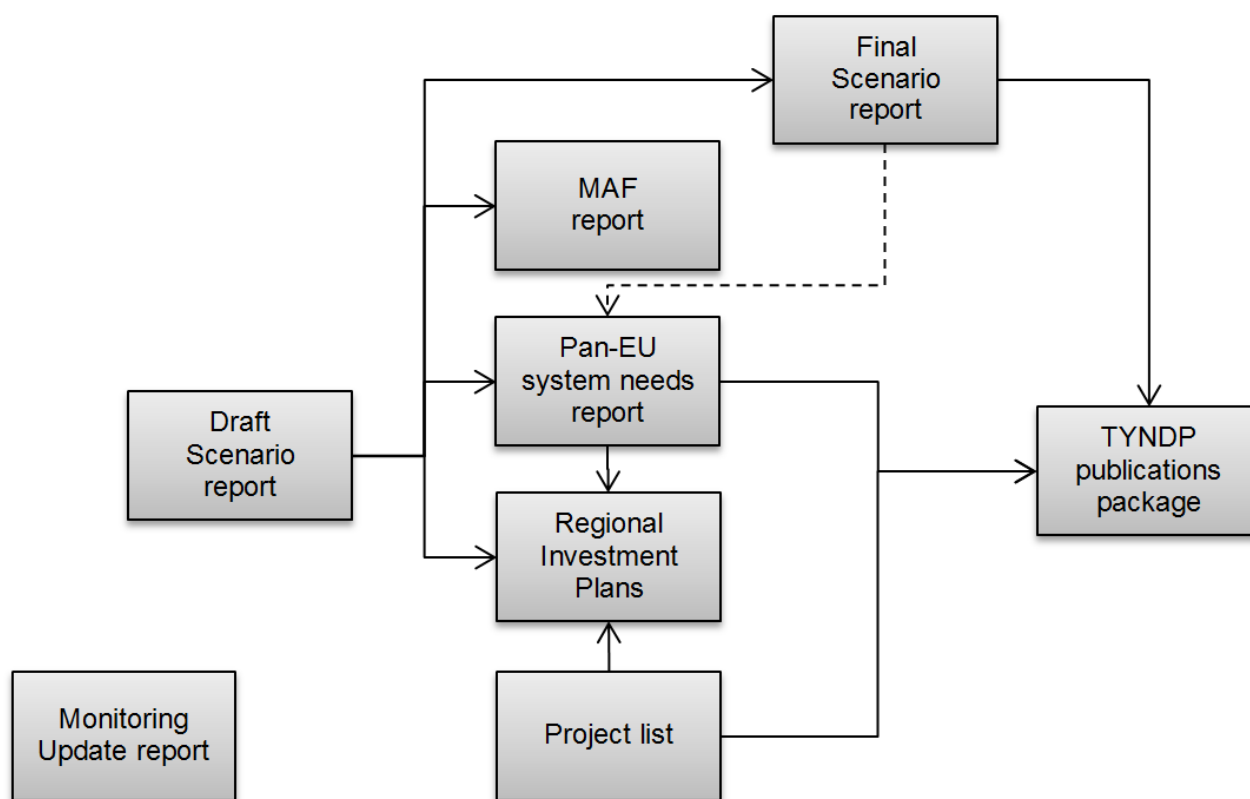 Final
Scenario
report
MAF
report
Pan-EU
system needs
report
Draft
Scenario
report
TYNDP
publications
package
Regional
Investment
Plans
Monitoring
Update report
Project list